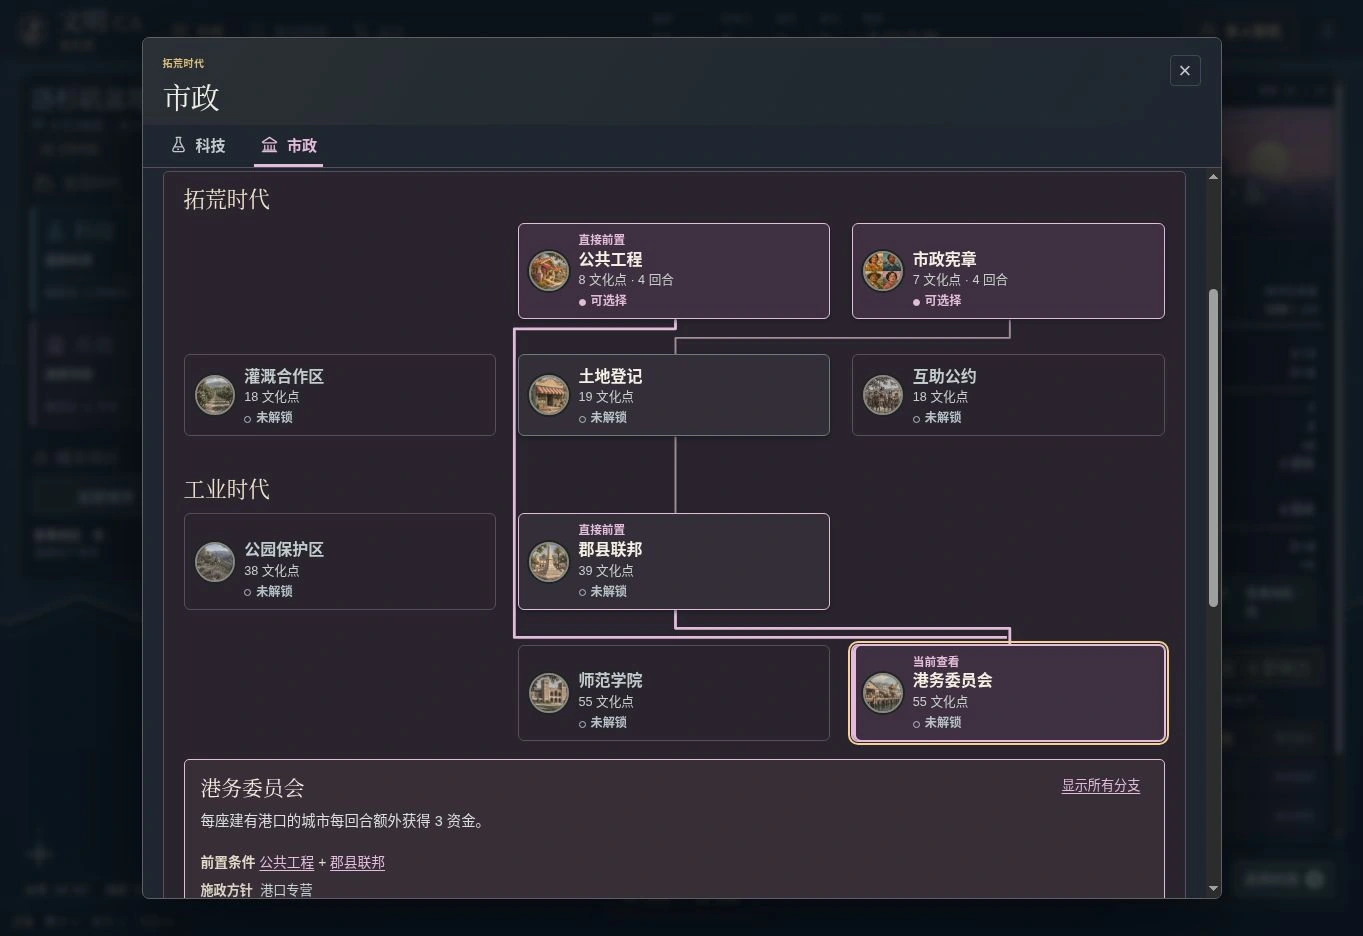 拓荒时代
市政
科技
市政
拓荒时代
直接前置
公共工程
8 文化点 · 4 回合
可选择
市政宪章
7 文化点 · 4 回合
可选择
灌溉合作区
18 文化点
未解锁
土地登记
19 文化点
未解锁
互助公约
18 文化点
未解锁
工业时代
公园保护区
38 文化点
未解锁
直接前置
郡县联邦
39 文化点
未解锁
师范学院
55 文化点
未解锁
当前查看
港务委员会
55 文化点
未解锁
港务委员会
显示所有分支
每座建有港口的城市每回合额外获得 3 资金。
前置条件 公共工程 + 郡县联邦
施政方针 港口专营